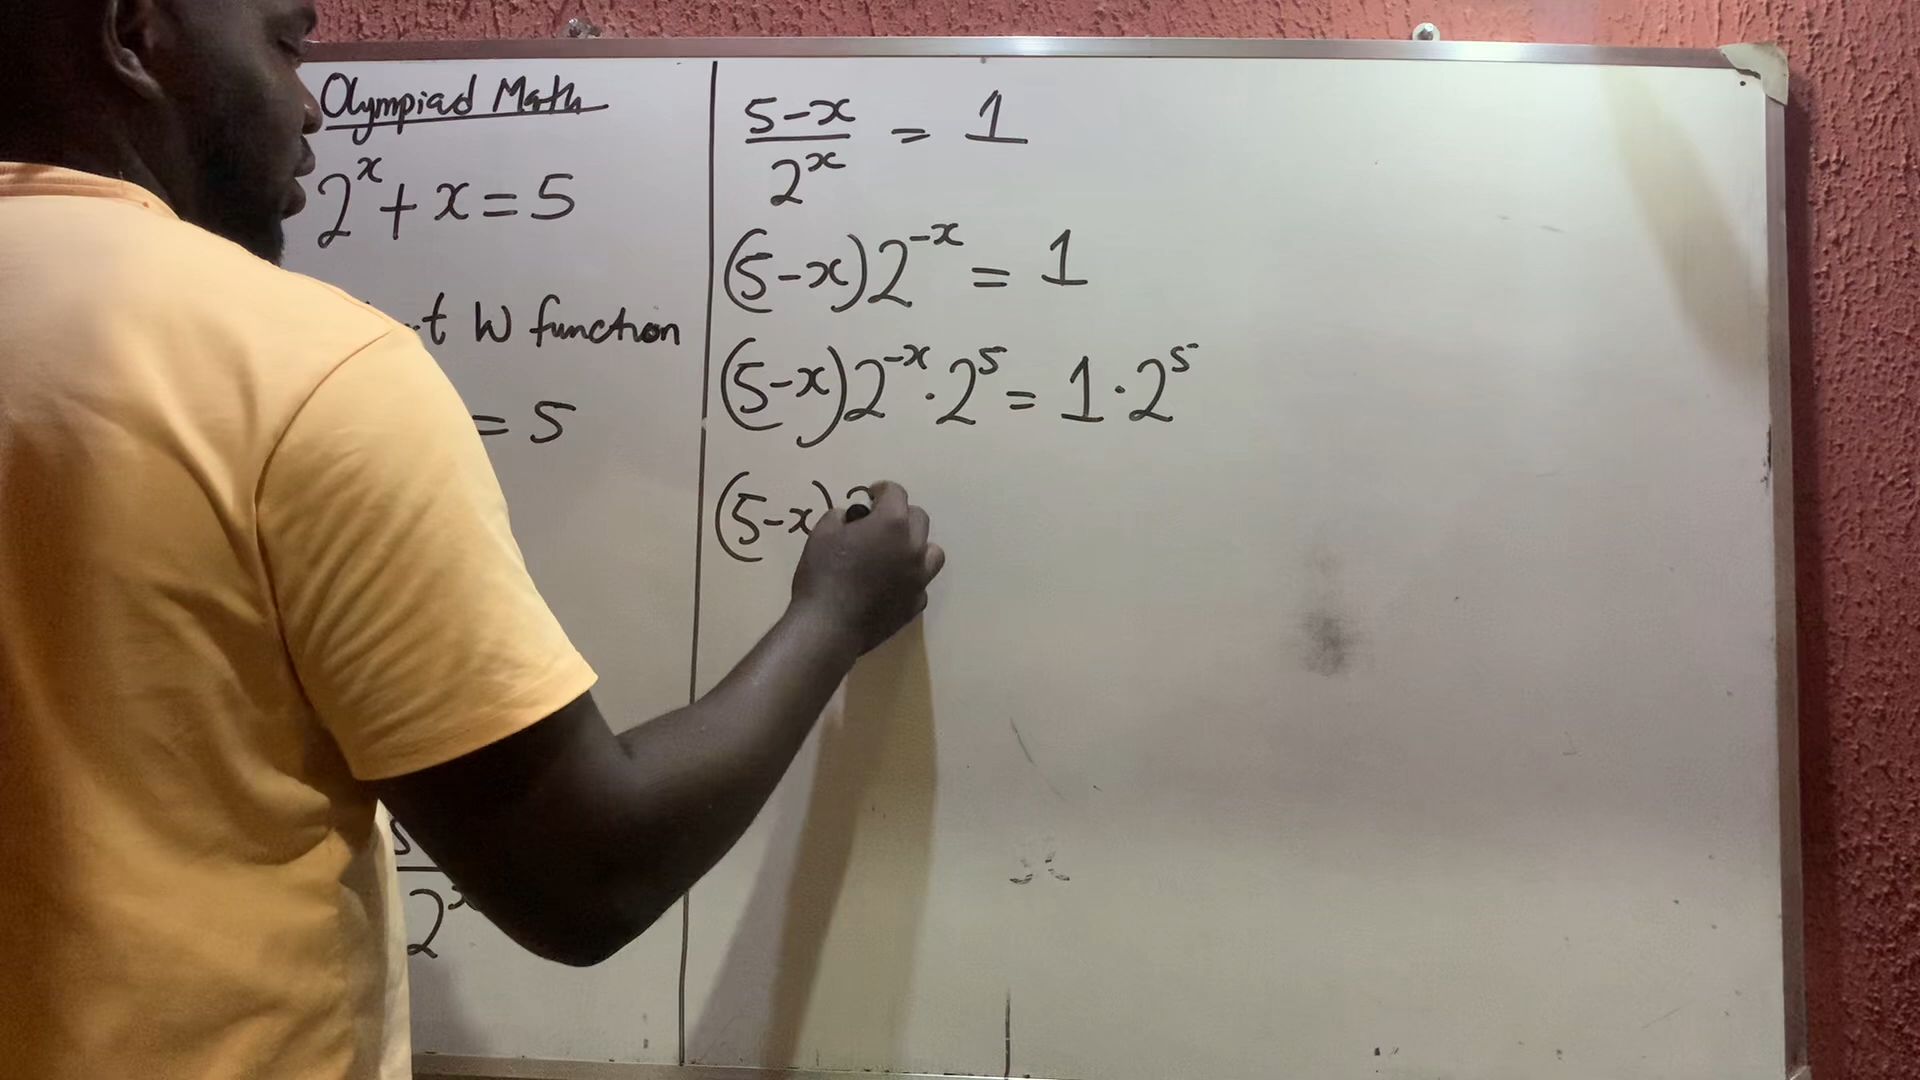 Olympiad Math
2^x + x = 5
W function
= 5
2^x
(5-x)/2^x = 1
(5-x)2^-x = 1
(5-x)2^-x · 2^5 = 1 · 2^5
(5-x)